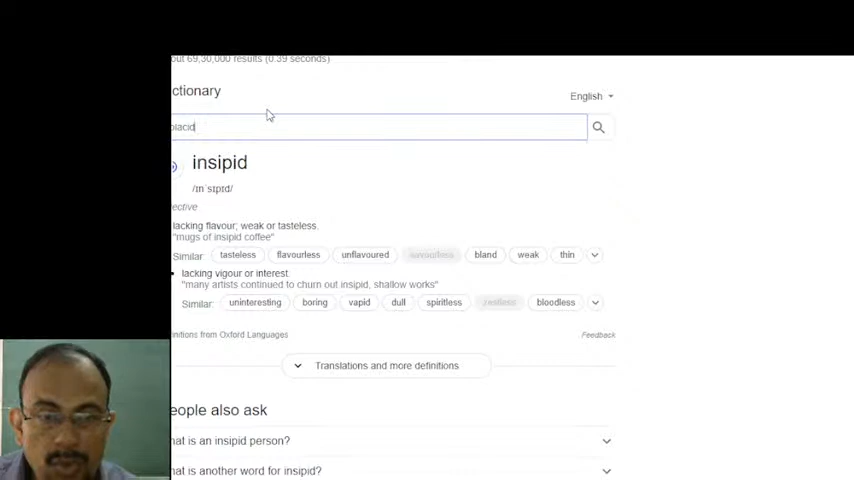 out 69,30,000 results (0.39 seconds)
ctionary
English
placid
insipid
/ɪnˈsɪpɪd/
ective
lacking flavour; weak or tasteless.
"mugs of insipid coffee"
Similar: tasteless flavourless unflavoured savourless bland weak thin
lacking vigour or interest.
"many artists continued to churn out insipid, shallow works"
Similar: uninteresting boring vapid dull spiritless zestless bloodless
initions from Oxford Languages
Feedback
Translations and more definitions
eople also ask
hat is an insipid person?
hat is another word for insipid?